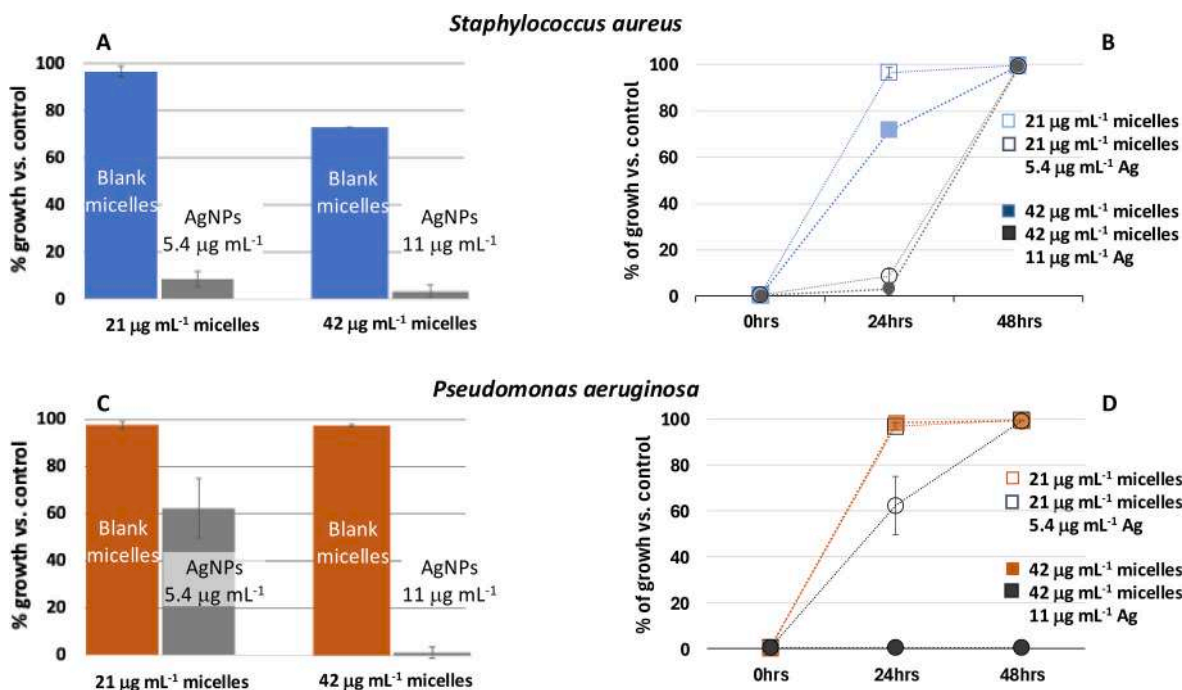 Staphylococcus aureus
A
% growth vs. control
100
80
60
40
20
0
Blank
micelles
AgNPs
5.4 µg mL⁻¹
Blank
micelles
AgNPs
11 µg mL⁻¹
21 µg mL⁻¹ micelles
42 µg mL⁻¹ micelles
B
% of growh vs. control
100
80
60
40
20
0
0hrs
24hrs
48hrs
21 µg mL⁻¹ micelles
21 µg mL⁻¹ micelles
5.4 µg mL⁻¹ Ag
42 µg mL⁻¹ micelles
42 µg mL⁻¹ micelles
11 µg mL⁻¹ Ag
Pseudomonas aeruginosa
C
% growth vs. control
100
80
60
40
20
0
Blank
micelles
AgNPs
5.4 µg mL⁻¹
Blank
micelles
AgNPs
11 µg mL⁻¹
21 µg mL⁻¹ micelles
42 µg mL⁻¹ micelles
D
% of growh vs. control
100
80
60
40
20
0
0hrs
24hrs
48hrs
21 µg mL⁻¹ micelles
21 µg mL⁻¹ micelles
5.4 µg mL⁻¹ Ag
42 µg mL⁻¹ micelles
42 µg mL⁻¹ micelles
11 µg mL⁻¹ Ag